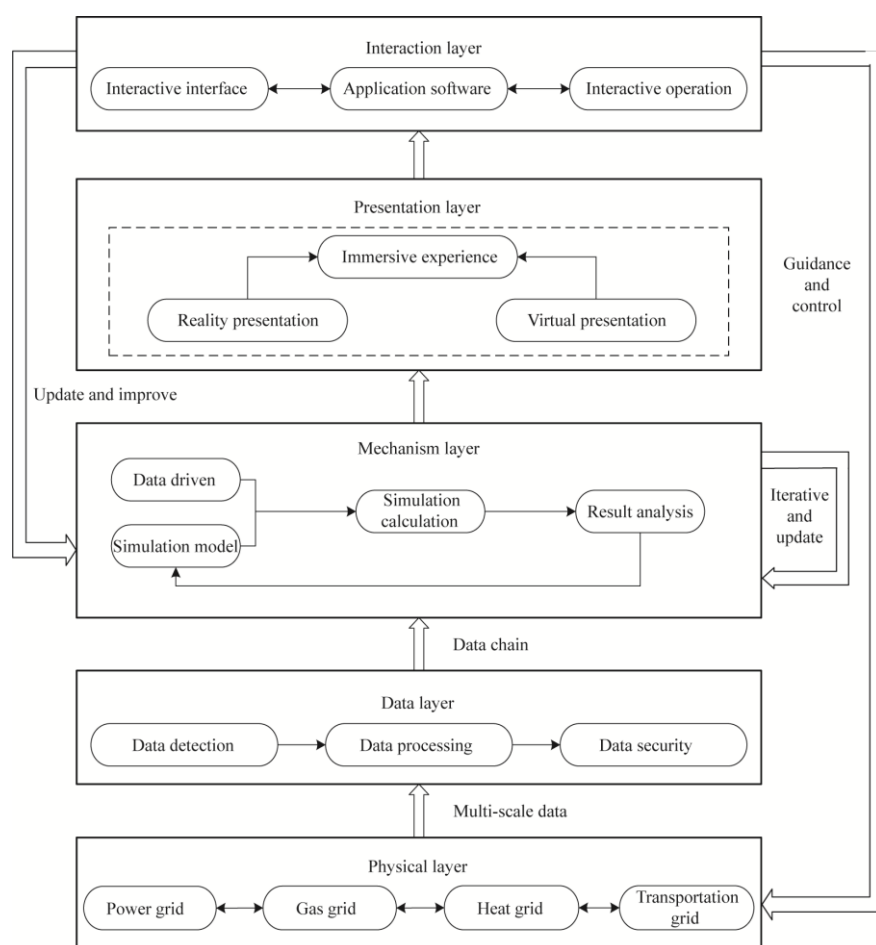 Interaction layer
Interactive interface
Application software
Interactive operation
Presentation layer
Immersive experience
Reality presentation
Virtual presentation
Guidance
and
control
Update and improve
Mechanism layer
Data driven
Simulation
calculation
Result analysis
Simulation model
Iterative
and
update
Data chain
Data layer
Data detection
Data processing
Data security
Multi-scale data
Physical layer
Power grid
Gas grid
Heat grid
Transportation
grid